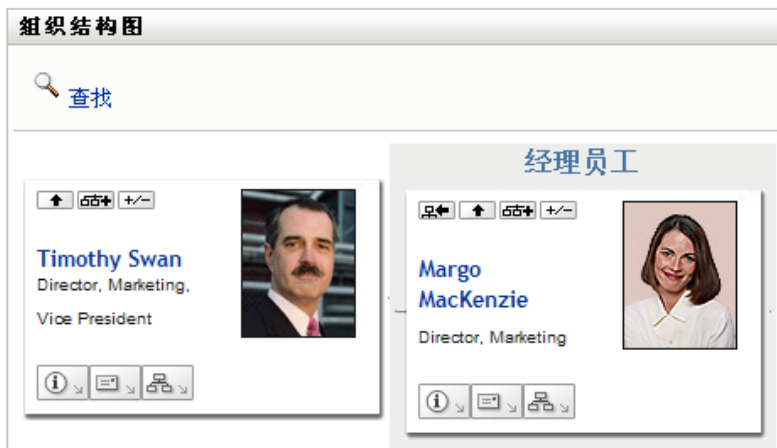 组织结构图
查找
经理员工
+/-
Timothy Swan
Director, Marketing,
Vice President
+/-
Margo
MacKenzie
Director, Marketing